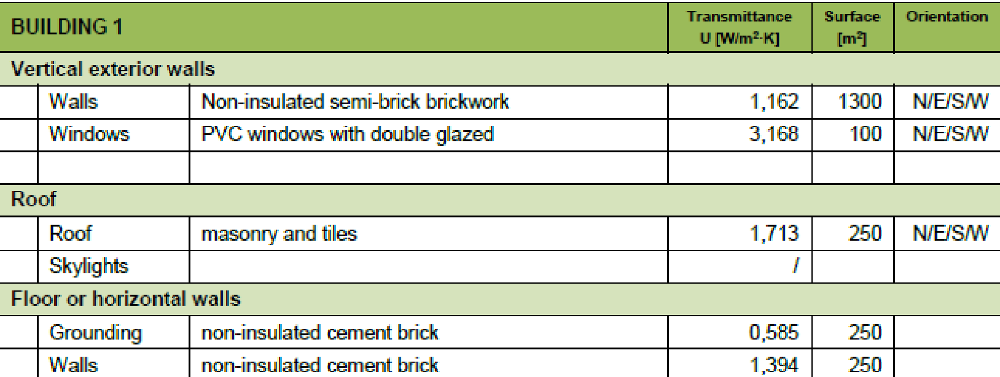 BUILDING 1 Transmittance U [W/m²·K] Surface [m²] Orientation
Vertical exterior walls
Walls Non-insulated semi-brick brickwork 1,162 1300 N/E/S/W
Windows PVC windows with double glazed 3,168 100 N/E/S/W
Roof
Roof masonry and tiles 1,713 250 N/E/S/W
Skylights /
Floor or horizontal walls
Grounding non-insulated cement brick 0,585 250
Walls non-insulated cement brick 1,394 250